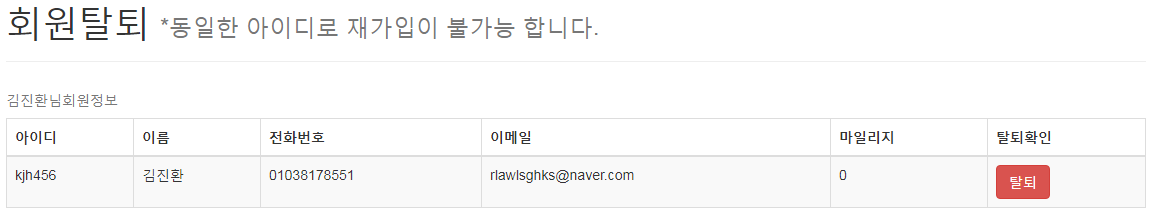 회원탈퇴 *동일한 아이디로 재가입이 불가능 합니다.
김진환님회원정보
아이디 이름 전화번호 이메일 마일리지 탈퇴확인
kjh456 김진환 01038178551 rlawlsghks@naver.com 0 탈퇴